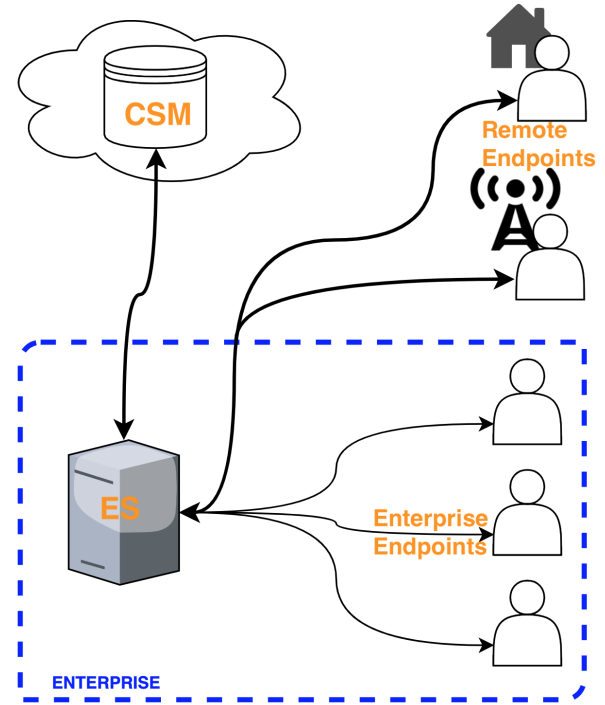 CSM
Remote
Endpoints
ES
Enterprise
Endpoints
ENTERPRISE